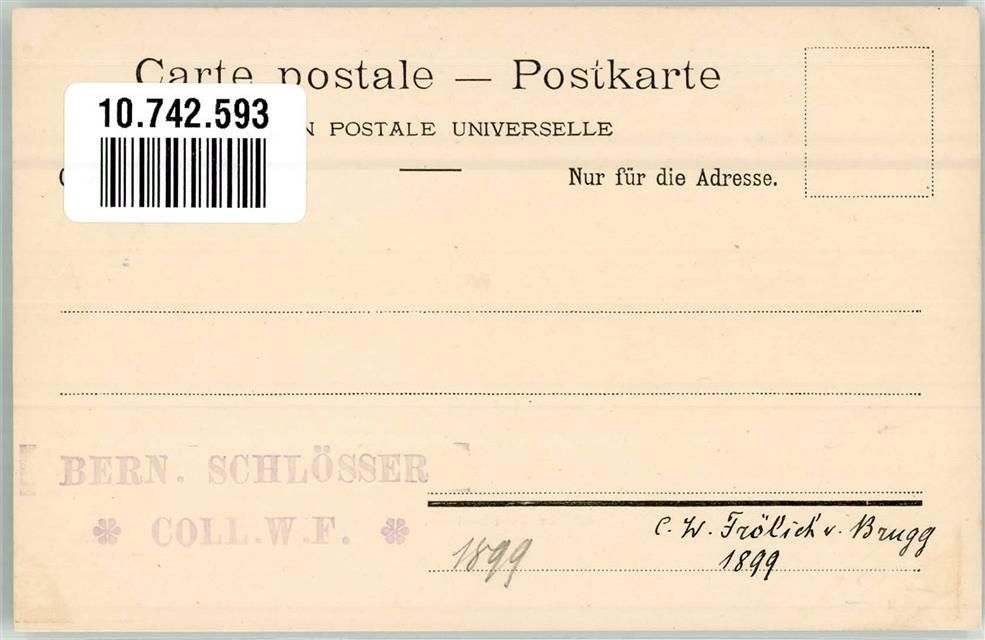 Carte postale — Postkarte
10.742.593
N POSTALE UNIVERSELLE
Nur für die Adresse.
BERN. SCHLÖSSER
COLL.W.F.
C. W. Frölich v. Brugg
1899
1899